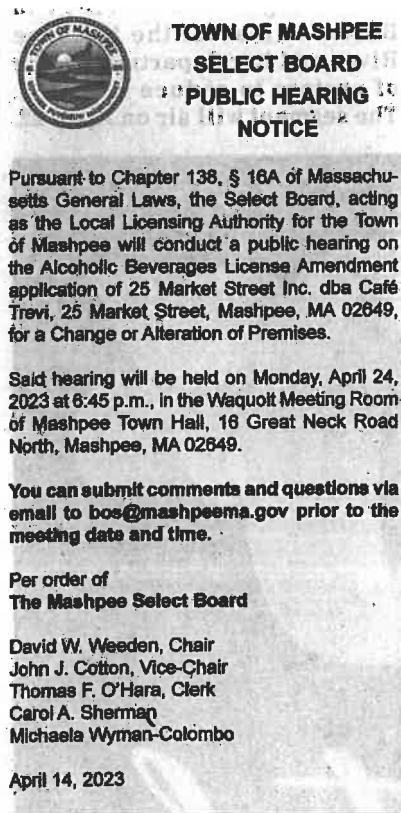 TOWN OF MASHPEE
TOWN OF MASHPEE
SELECT BOARD
PUBLIC HEARING
NOTICE
Pursuant to Chapter 138, § 16A of Massachu-
setts General Laws, the Select Board, acting
as the Local Licensing Authority for the Town
of Mashpee will conduct a public hearing on
the Alcoholic Beverages License Amendment
application of 25 Market Street Inc. dba Café
Trevi, 25 Market Street, Mashpee, MA 02649,
for a Change or Alteration of Premises.
Said hearing will be held on Monday, April 24,
2023 at 6:45 p.m., in the Waquoit Meeting Room
of Mashpee Town Hall, 16 Great Neck Road
North, Mashpee, MA 02649.
You can submit comments and questions via
email to bos@mashpeema.gov prior to the
meeting date and time.
Per order of
The Mashpee Select Board
David W. Weeden, Chair
John J. Cotton, Vice-Chair
Thomas F. O'Hara, Clerk
Carol A. Sherman
Michaela Wyman-Colombo
April 14, 2023